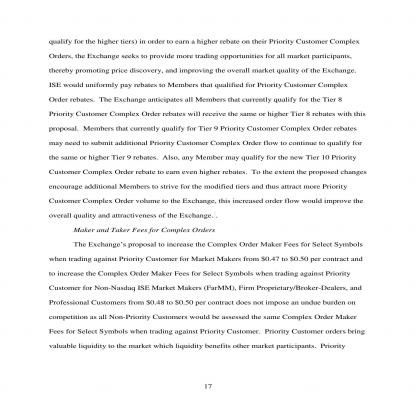 qualify for the higher tiers) in order to earn a higher rebate on their Priority Customer Complex
Orders, the Exchange seeks to provide more trading opportunities for all market participants,
thereby promoting price discovery, and improving the overall market quality of the Exchange.
ISE would uniformly pay rebates to Members that qualified for Priority Customer Complex
Order rebates.  The Exchange anticipates all Members that currently qualify for the Tier 8
Priority Customer Complex Order rebates will receive the same or higher Tier 8 rebates with this
proposal.  Members that currently qualify for Tier 9 Priority Customer Complex Order rebates
may need to submit additional Priority Customer Complex Order flow to continue to qualify for
the same or higher Tier 9 rebates.  Also, any Member may qualify for the new Tier 10 Priority
Customer Complex Order rebate to earn even higher rebates.  To the extent the proposed changes
encourage additional Members to strive for the modified tiers and thus attract more Priority
Customer Complex Order volume to the Exchange, this increased order flow would improve the
overall quality and attractiveness of the Exchange. .
Maker and Taker Fees for Complex Orders
The Exchange's proposal to increase the Complex Order Maker Fees for Select Symbols
when trading against Priority Customer for Market Makers from $0.47 to $0.50 per contract and
to increase the Complex Order Maker Fees for Select Symbols when trading against Priority
Customer for Non-Nasdaq ISE Market Makers (FarMM), Firm Proprietary/Broker-Dealers, and
Professional Customers from $0.48 to $0.50 per contract does not impose an undue burden on
competition as all Non-Priority Customers would be assessed the same Complex Order Maker
Fees for Select Symbols when trading against Priority Customer.  Priority Customer orders bring
valuable liquidity to the market which liquidity benefits other market participants.  Priority
17